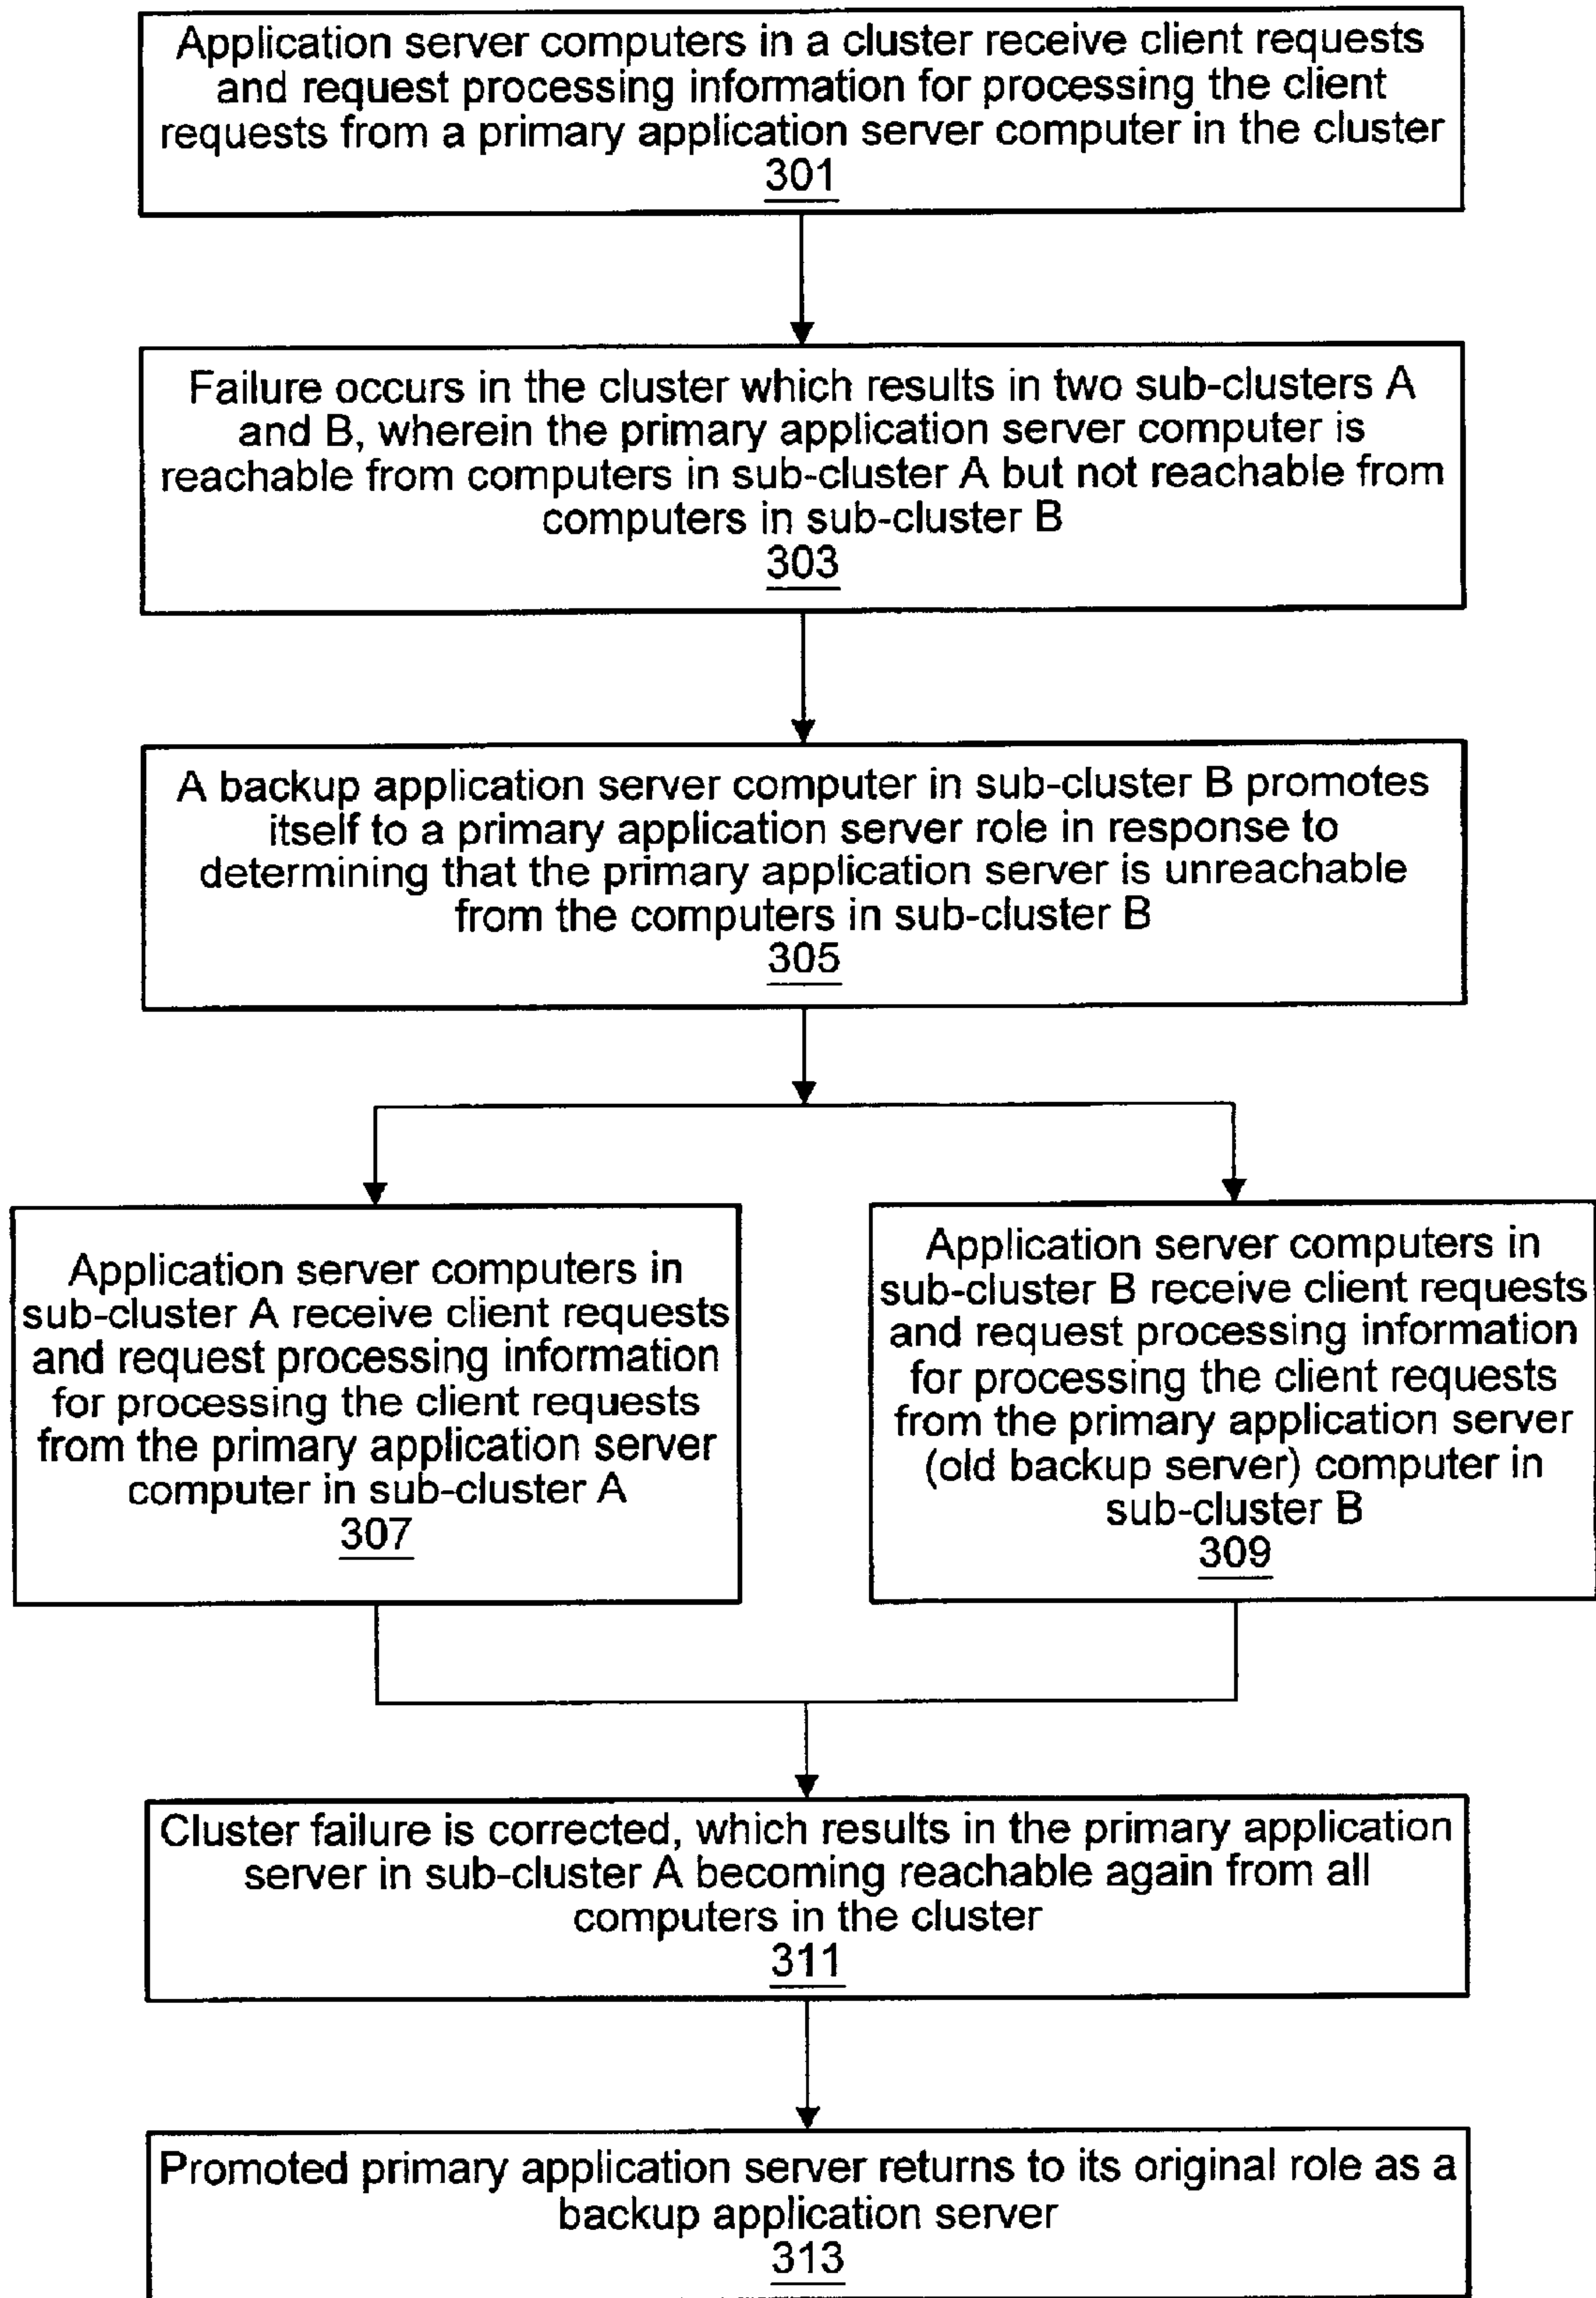 Application server computers in a cluster receive client requests
and request processing information for processing the client
requests from a primary application server computer in the cluster
301
Failure occurs in the cluster which results in two sub-clusters A
and B, wherein the primary application server computer is
reachable from computers in sub-cluster A but not reachable from
computers in sub-cluster B
303
A backup application server computer in sub-cluster B promotes
itself to a primary application server role in response to
determining that the primary application server is unreachable
from the computers in sub-cluster B
305
Application server computers in
sub-cluster A receive client requests
and request processing information
for processing the client requests
from the primary application server
computer in sub-cluster A
307
Application server computers in
sub-cluster B receive client requests
and request processing information
for processing the client requests
from the primary application server
(old backup server) computer in
sub-cluster B
309
Cluster failure is corrected, which results in the primary application
server in sub-cluster A becoming reachable again from all
computers in the cluster
311
Promoted primary application server returns to its original role as a
backup application server
313